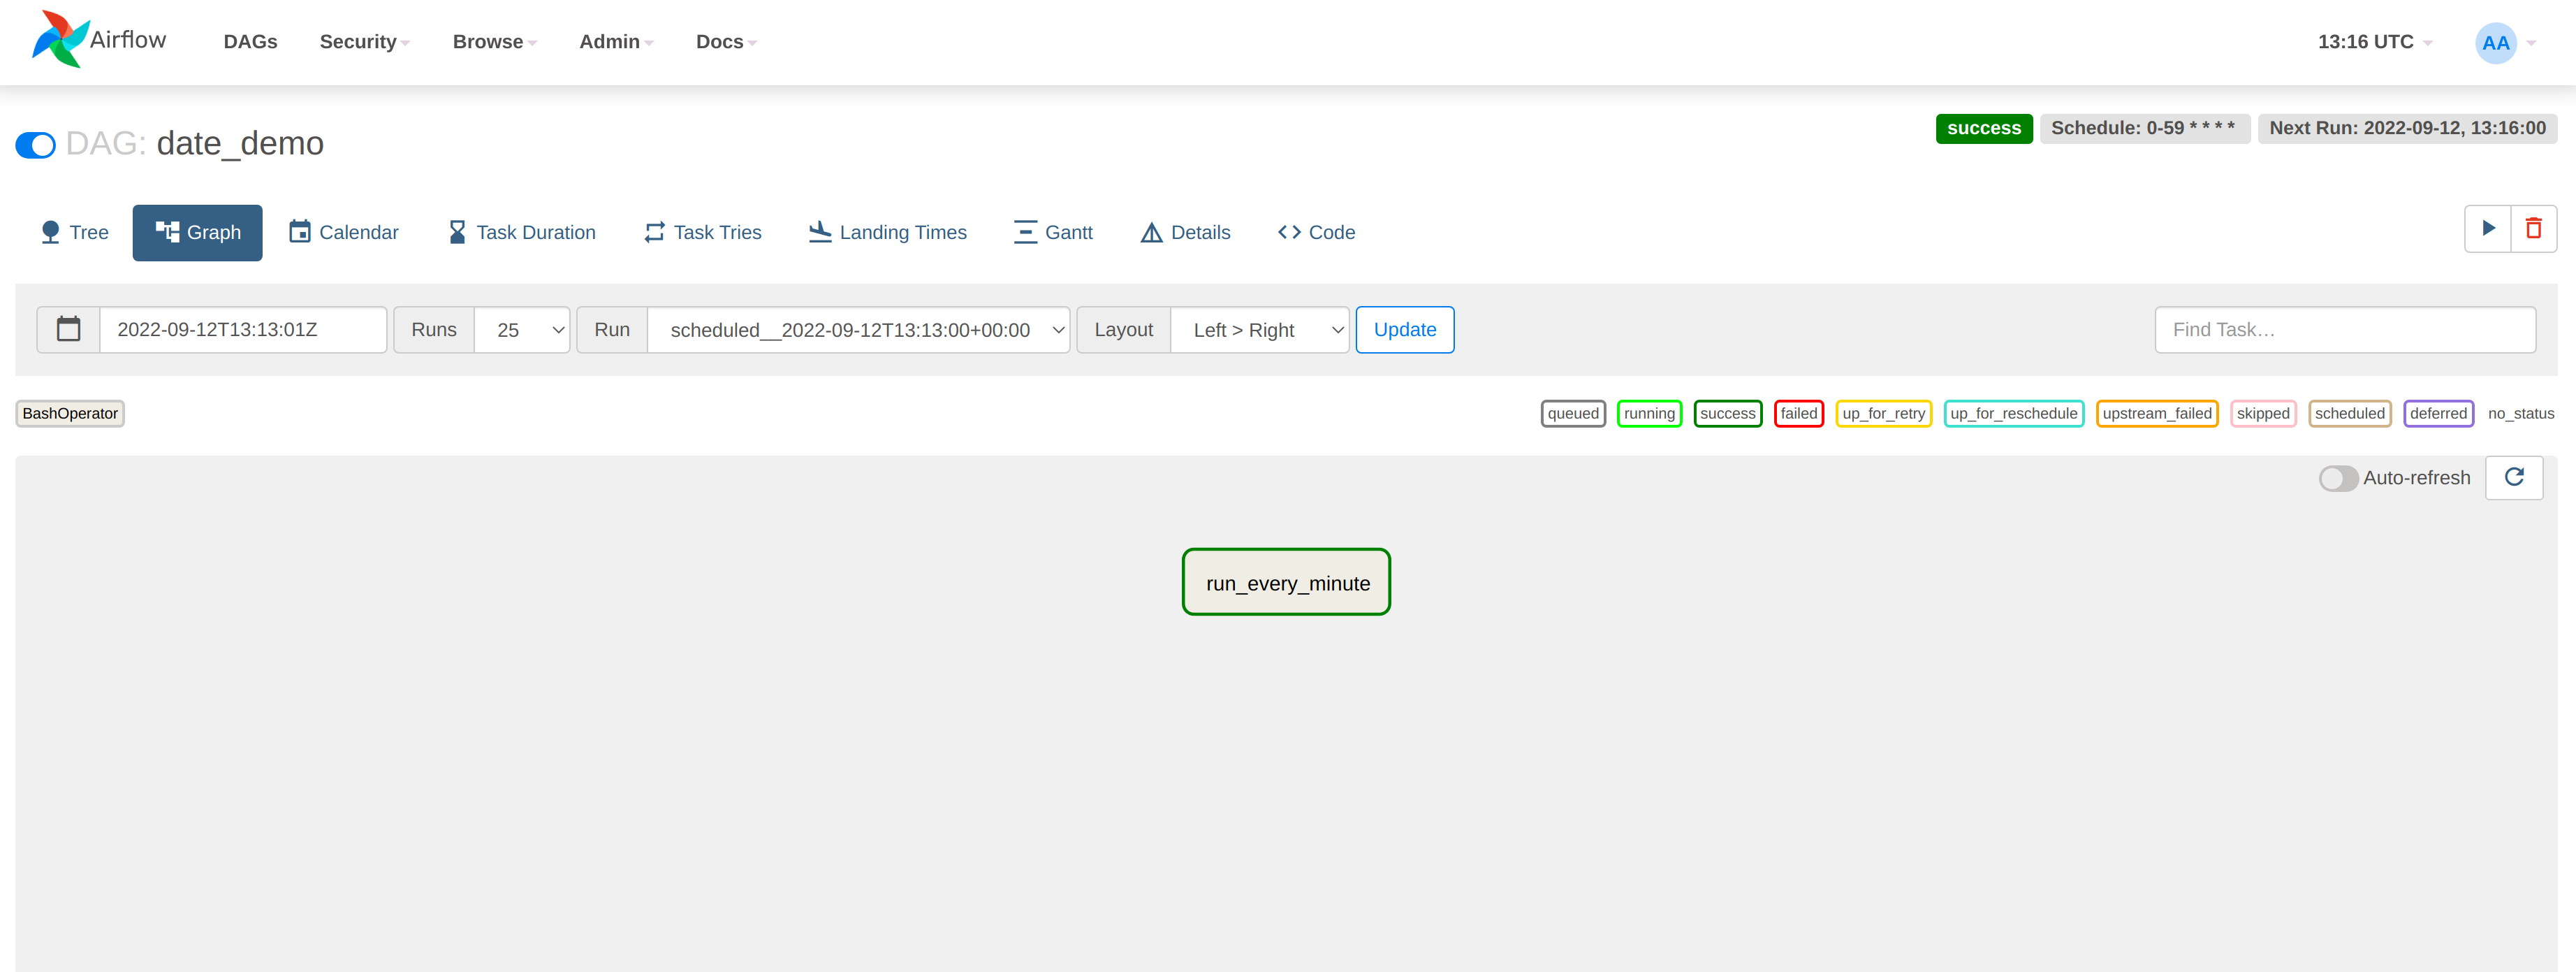 Airflow DAGs Security Browse Admin Docs 13:16 UTC AA
DAG: date_demo success Schedule: 0-59 * * * * Next Run: 2022-09-12, 13:16:00
Tree Graph Calendar Task Duration Task Tries Landing Times Gantt Details Code
2022-09-12T13:13:01Z Runs 25 Run scheduled__2022-09-12T13:13:00+00:00 Layout Left > Right Update Find Task...
BashOperator queued running success failed up_for_retry up_for_reschedule upstream_failed skipped scheduled deferred no_status
Auto-refresh
run_every_minute